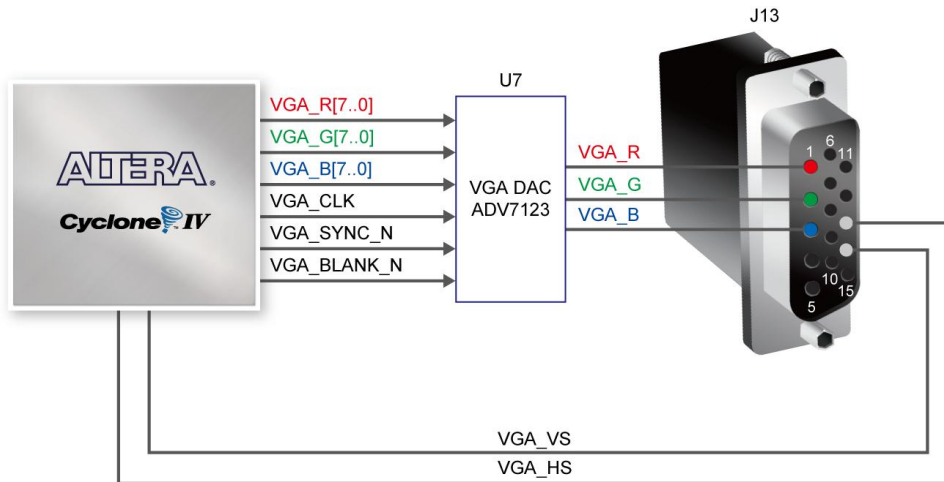 J13
U7
VGA_R[7..0]
VGA_G[7..0]
VGA_B[7..0]
VGA_CLK
VGA_SYNC_N
VGA_BLANK_N
ALTERA®
Cyclone™ IV
VGA DAC
ADV7123
VGA_R
VGA_G
VGA_B
1
6
11
5
10
15
VGA_VS
VGA_HS